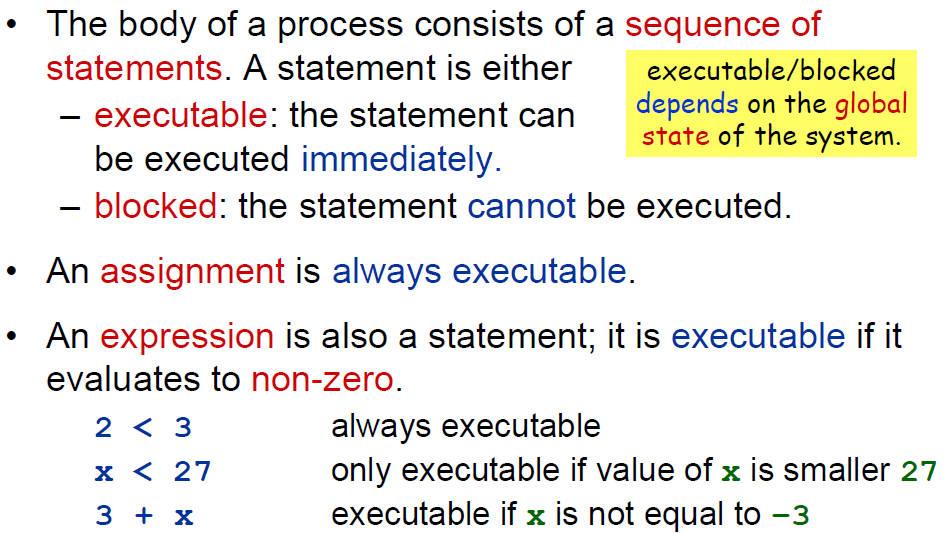 • The body of a process consists of a sequence of
statements. A statement is either
executable/blocked
depends on the global
state of the system.
– executable: the statement can
be executed immediately.
– blocked: the statement cannot be executed.
• An assignment is always executable.
• An expression is also a statement; it is executable if it
evaluates to non-zero.
2 < 3 always executable
x < 27 only executable if value of x is smaller 27
3 + x executable if x is not equal to –3